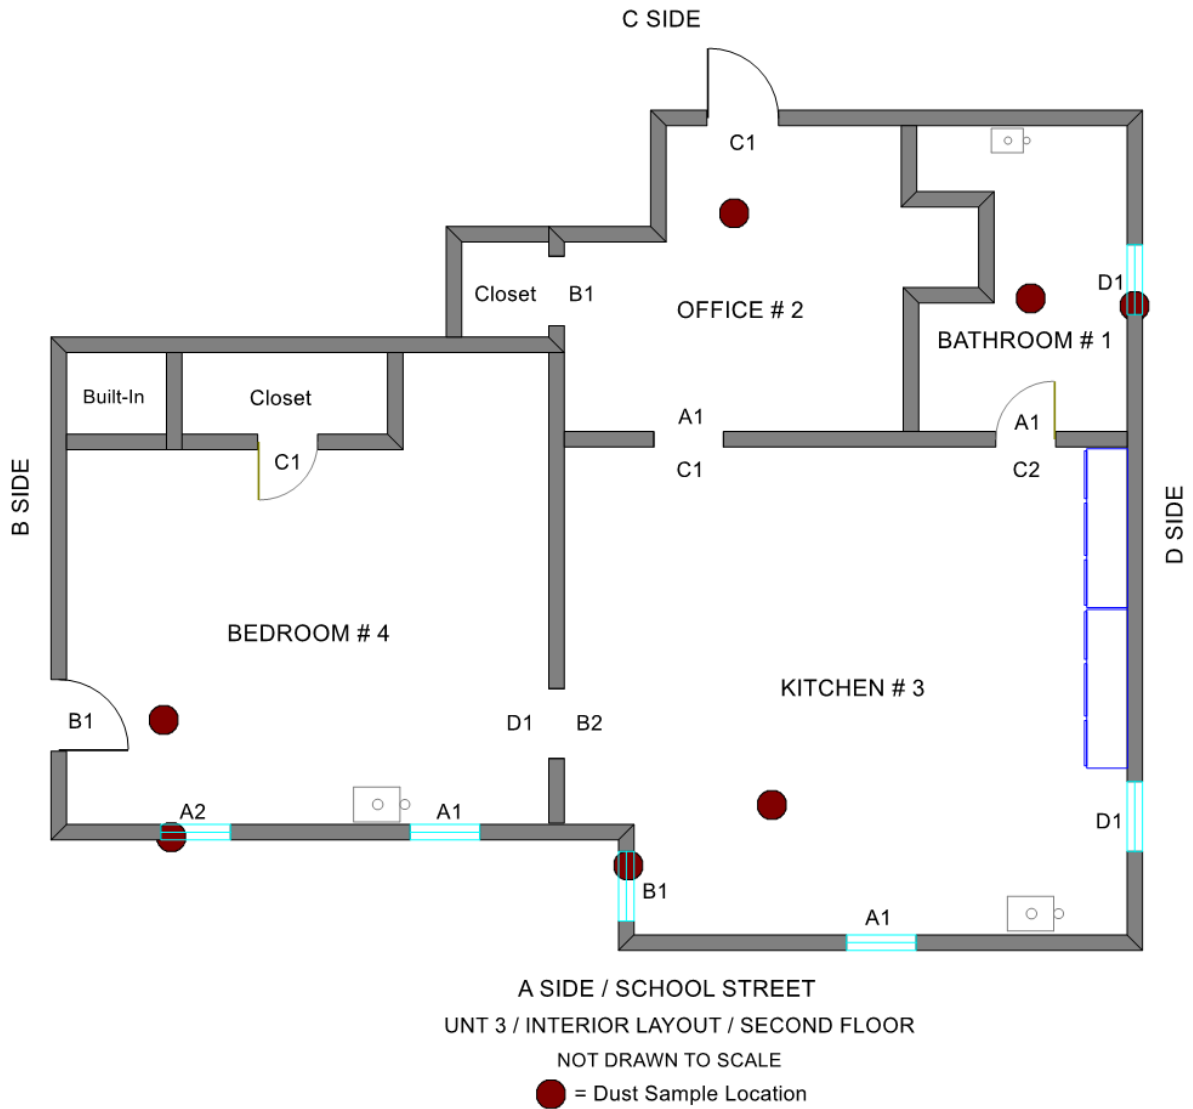 C SIDE
C1
Closet
B1
OFFICE # 2
D1
BATHROOM # 1
Built-In
Closet
A1
A1
C1
C1
C2
B SIDE
D SIDE
BEDROOM # 4
KITCHEN # 3
B1
D1
B2
A2
A1
D1
B1
A1
A SIDE / SCHOOL STREET
UNT 3 / INTERIOR LAYOUT / SECOND FLOOR
NOT DRAWN TO SCALE
= Dust Sample Location